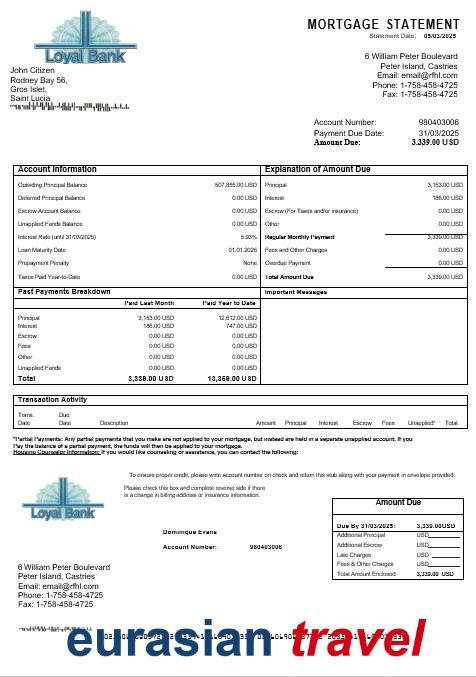 MORTGAGE STATEMENT
Statement Date: 05/03/2025
Loyal Bank
John Citizen
Rodney Bay 56,
Gros Islet,
Saint Lucia
6 William Peter Boulevard
Peter Island, Castries
Email: email@rfhl.com
Phone: 1-758-458-4725
Fax: 1-758-458-4725
Account Number: 980403006
Payment Due Date: 31/03/2025
Amount Due: 3.339.00 USD
Account Information
Outsiding Principal Balance 507,855.00 USD
Deferred Principal Balance 0.00 USD
Escrow Account Balance 0.00 USD
Unapplied Funds Balance 0.00 USD
Interest Rate (until 31/03/2025) 5.93%
Loan Maturity Date 01.01.2025
Prepayment Penalty None
Taxes Paid Year-to-Date 0.00 USD
Explanation of Amount Due
Principal 3,153.00 USD
Interest 186.00 USD
Escrow (For Taxes and/or insurance) 0.00 USD
Other 0.00 USD
Regular Monthly Payment 3,339.00 USD
Fees and Other Charges 0.00 USD
Overdue Payment 0.00 USD
Total Amount Due 3,339.00 USD
Past Payments Breakdown
Paid Last Month Paid Year to Date
Principal 3,153.00 USD 12,612.00 USD
Interest 186.00 USD 747.00 USD
Escrow 0.00 USD 0.00 USD
Fees 0.00 USD 0.00 USD
Other 0.00 USD 0.00 USD
Unapplied Funds 0.00 USD 0.00 USD
Total 3,339.00 USD 13,359.00 USD
Important Messages
Transaction Activity
Trans. Date Due Date Description Amount Principal Interest Escrow Fees Unapplied* Total
*Partial Payments: Any partial payments that you make are not applied to your mortgage, but instead are held in a separate unapplied account. If you
Pay the balance of a partial payment, the funds will then be applied to your mortgage.
Housing Counselor Information: If you would like counseling or assistance, you can contact the following:
To ensure proper credit, please write account number on check and return this stub along with your payment in envelope provided.
Please check this box and complete reverse side if there
is a change in billing address or insurance information.
Loyal Bank
Dominique Evans
Account Number: 980403006
Amount Due
Due By 31/03/2025: 3,339.00USD
Additional Principal USD
Additional Escrow USD
Late Charges USD
Fees & Other Charges USD
Total Amount Enclosed 3,339.00 USD
6 William Peter Boulevard
Peter Island, Castries
Email: email@rfhl.com
Phone: 1-758-458-4725
Fax: 1-758-458-4725
eurasian travel